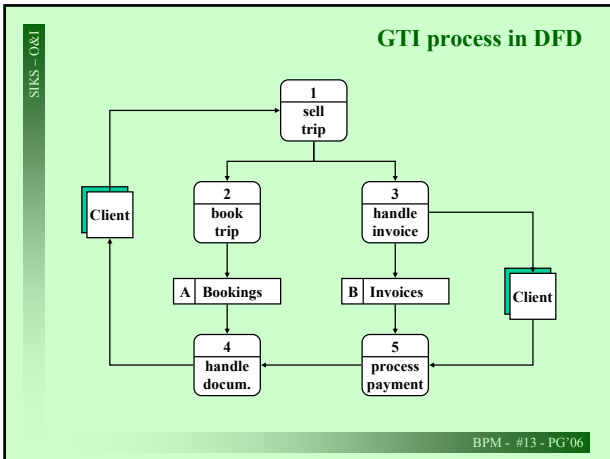 SIKS – O&I
GTI process in DFD
1
sell
trip
2
book
trip
3
handle
invoice
Client
A Bookings
B Invoices
Client
4
handle
docum.
5
process
payment
BPM - #13 - PG'06